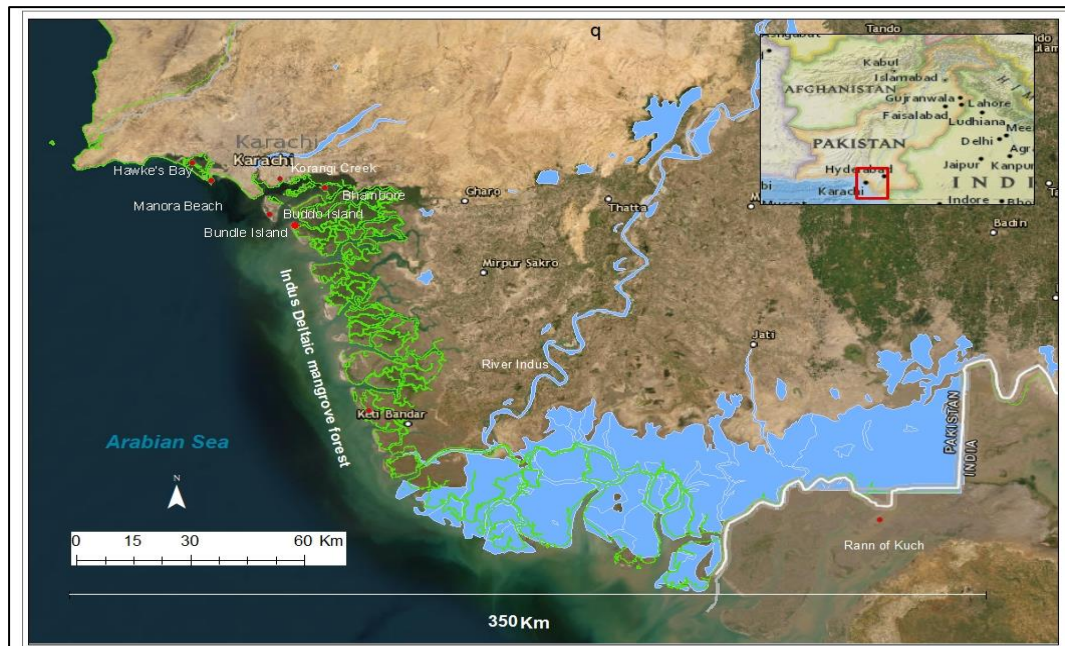 q
Tando
Karachi
Karachi
Hawke's Bay
Korangi Creek
Bhambore
Manora Beach
Buddo Island
Bundle Island
Gharo
Thatta
Mirpur Sakro
Badin
Jati
River Indus
Keti Bandar
Indus Deltaic mangrove forest
Arabian Sea
PAKISTAN
INDIA
Rann of Kuch
N
0 15 30 60 Km
350 Km
Kabul
Islamabad
AFGHANISTAN
Gujranwala
Lahore
Faisalabad
Ludhiana
PAKISTAN
Delhi
Mee
Agra
Jaipur
Kanpur
Hyderabad
Karachi
I N D I
Indore
Bho